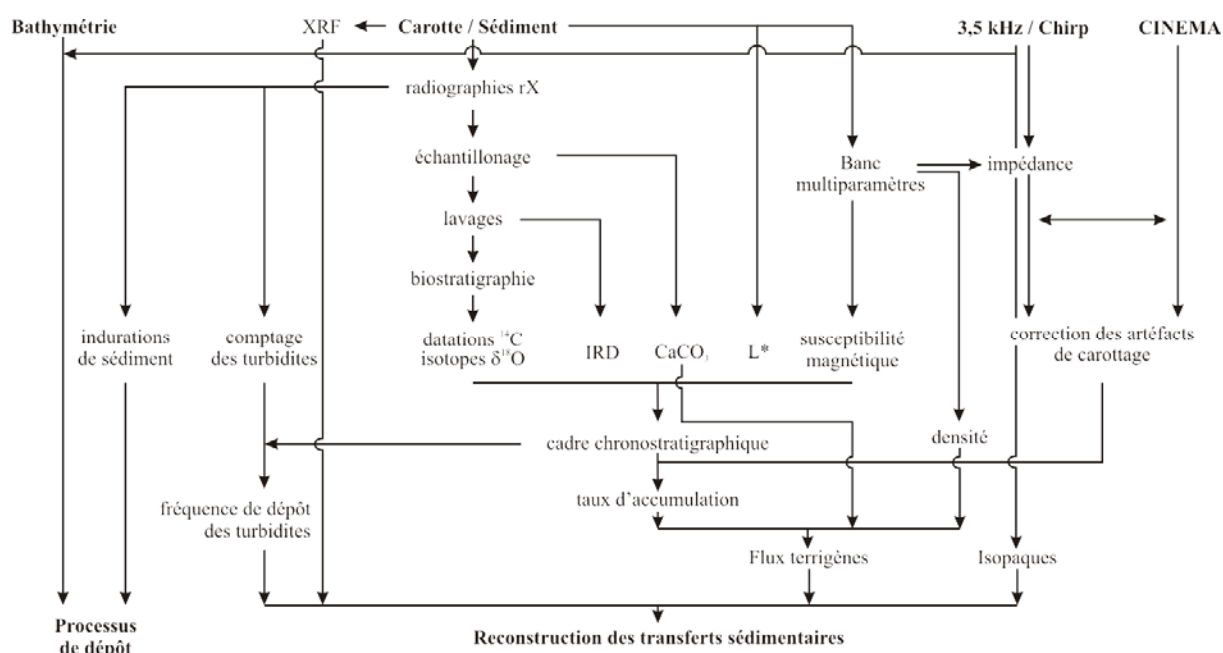 Bathymétrie
XRF
Carotte / Sédiment
3,5 kHz / Chirp
CINEMA
radiographies rX
échantillonage
Banc
multiparamètres
impédance
lavages
biostratigraphie
indurations
de sédiment
comptage
des turbidites
datations ¹⁴C
isotopes δ¹⁸O
IRD
CaCO₃
L*
susceptibilité
magnétique
correction des artéfacts
de carottage
cadre chronostratigraphique
densité
taux d'accumulation
fréquence de dépôt
des turbidites
Flux terrigènes
Isopaques
Processus
de dépôt
Reconstruction des transferts sédimentaires